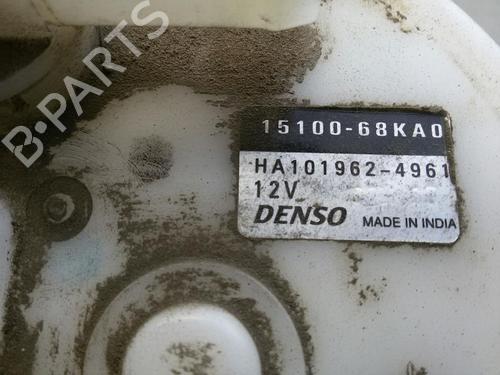 B-PARTS
15100-68KA0
HA101962-4961
12V
DENSO MADE IN INDIA